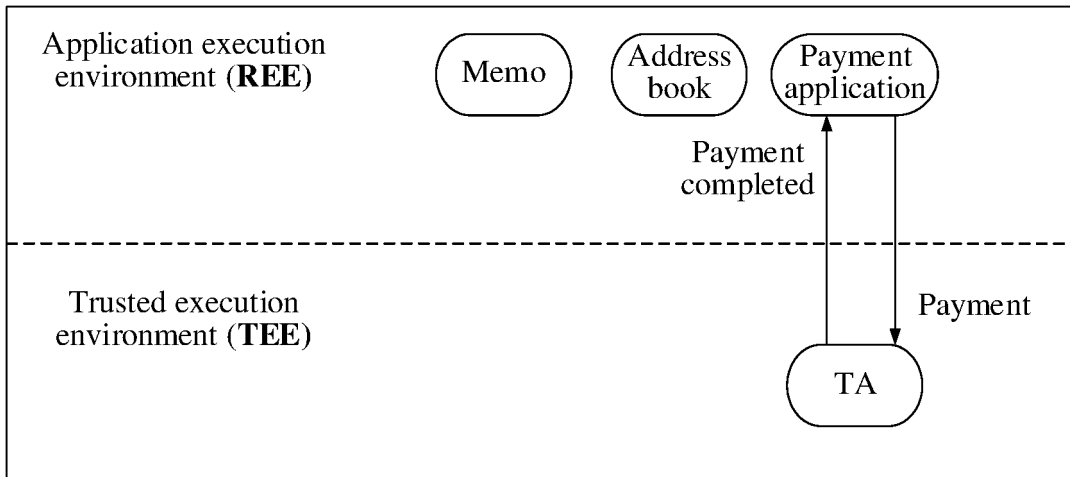 Application execution
environment (REE)
Memo
Address
book
Payment
application
Payment
completed
Trusted execution
environment (TEE)
Payment
TA